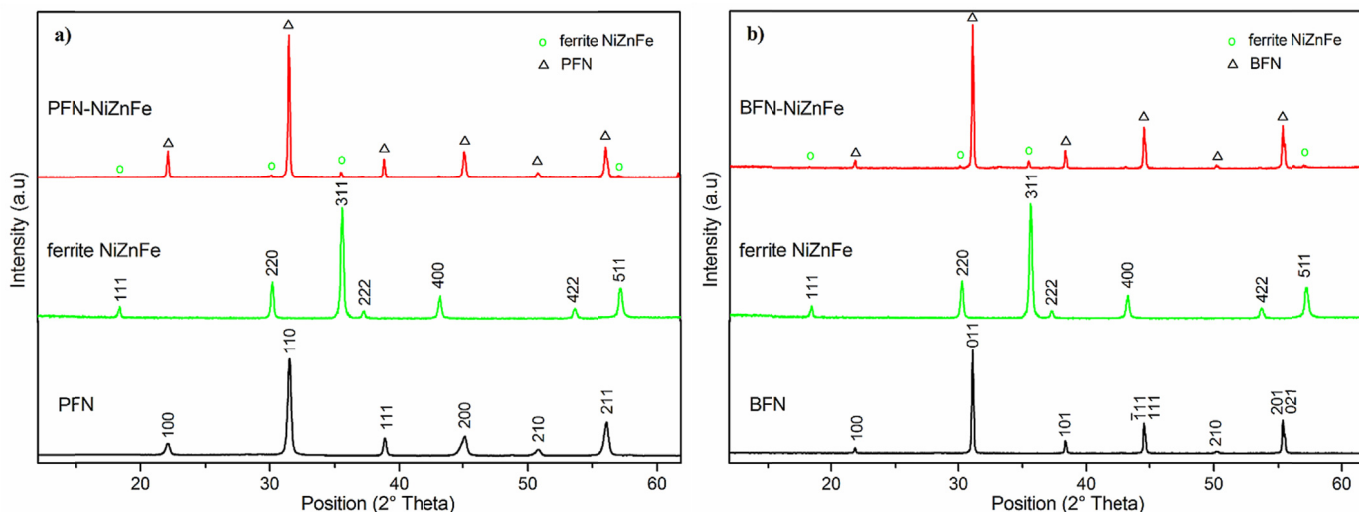 a)
○ ferrite NiZnFe
△ PFN
PFN-NiZnFe
ferrite NiZnFe
111
220
311
222
400
422
511
PFN
100
110
111
200
210
211
20
30
40
50
60
Position (2° Theta)
Intensity (a.u)
b)
○ ferrite NiZnFe
△ BFN
BFN-NiZnFe
ferrite NiZnFe
111
220
311
222
400
422
511
BFN
100
011
101
1̅11
111
210
201
021
20
30
40
50
60
Position (2° Theta)
Intensity (a.u)